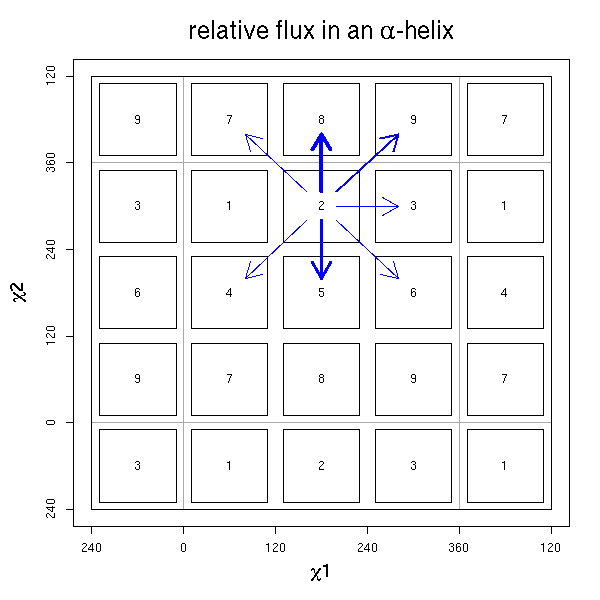 relative flux in an α-helix
120
9 7 8 9 7
360
3 1 2 3 1
240
6 4 5 6 4
χ2
120
9 7 8 9 7
0
3 1 2 3 1
240
240 0 120 240 360 120
χ1